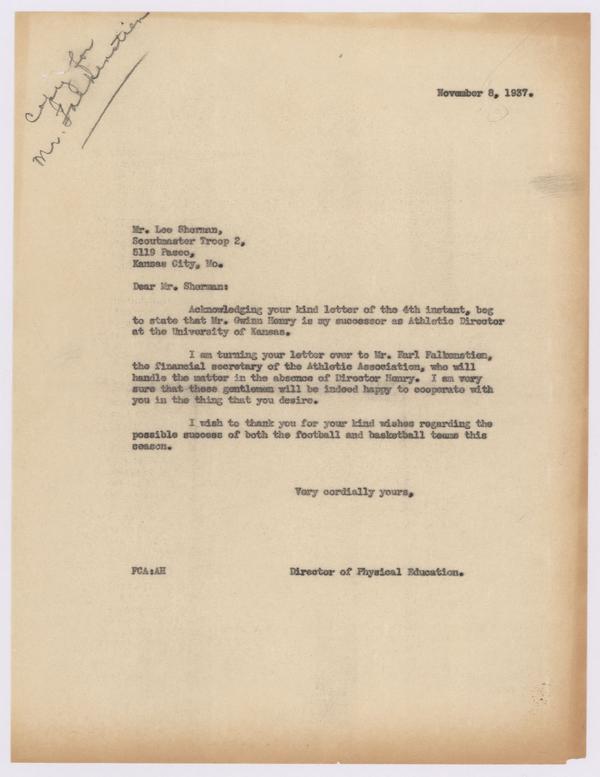 Copy for
Mr. Falkenstien
November 8, 1937.
Mr. Lee Sherman,
Scoutmaster Troop 2,
5119 Paseo,
Kansas City, Mo.
Dear Mr. Sherman:
Acknowledging your kind letter of the 4th instant, beg
to state that Mr. Gwinn Henry is my successor as Athletic Director
at the University of Kansas.
I am turning your letter over to Mr. Earl Falkenstien,
the financial secretary of the Athletic Association, who will
handle the matter in the absence of Director Henry. I am very
sure that these gentlemen will be indeed happy to cooperate with
you in the thing that you desire.
I wish to thank you for your kind wishes regarding the
possible success of both the football and basketball teams this
season.
Very cordially yours,
FCA:AH
Director of Physical Education.